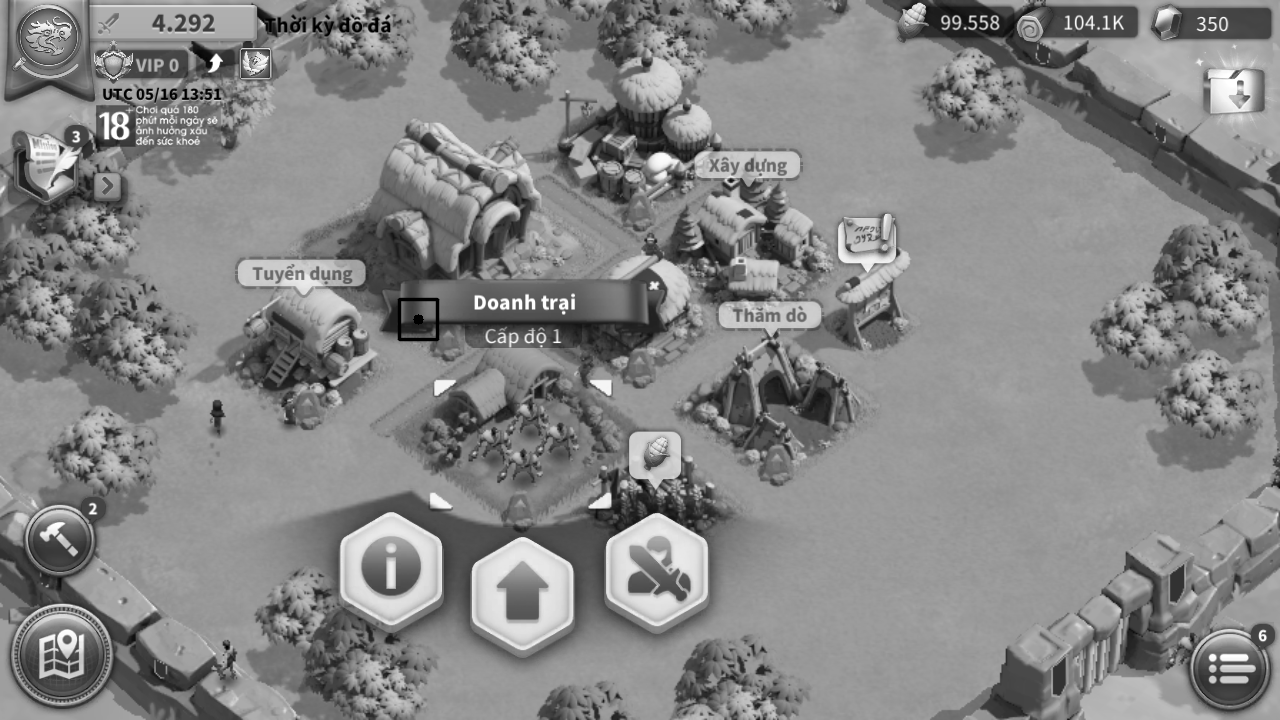 4.292
Thời kỳ đồ đá
99.558
104.1K
350
VIP 0
UTC 05/16 13:51
18
Chơi quá 180
phút mỗi ngày sẽ
ảnh hưởng xấu
đến sức khoẻ
3
Xây dựng
Tuyển dụng
Doanh trại
Cấp độ 1
Thăm dò
2
6